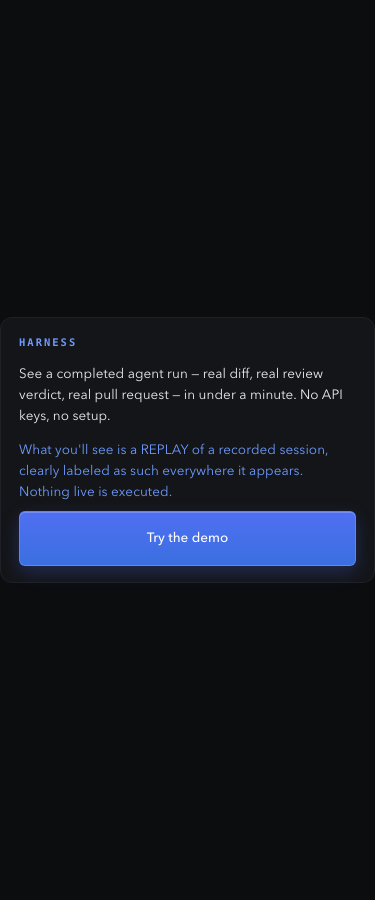 HARNESS
See a completed agent run — real diff, real review
verdict, real pull request — in under a minute. No API
keys, no setup.
What you'll see is a REPLAY of a recorded session,
clearly labeled as such everywhere it appears.
Nothing live is executed.
Try the demo